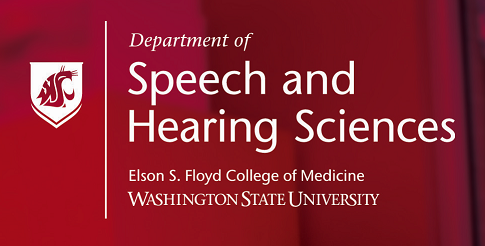 Department of
Speech and
Hearing Sciences
Elson S. Floyd College of Medicine
WASHINGTON STATE UNIVERSITY